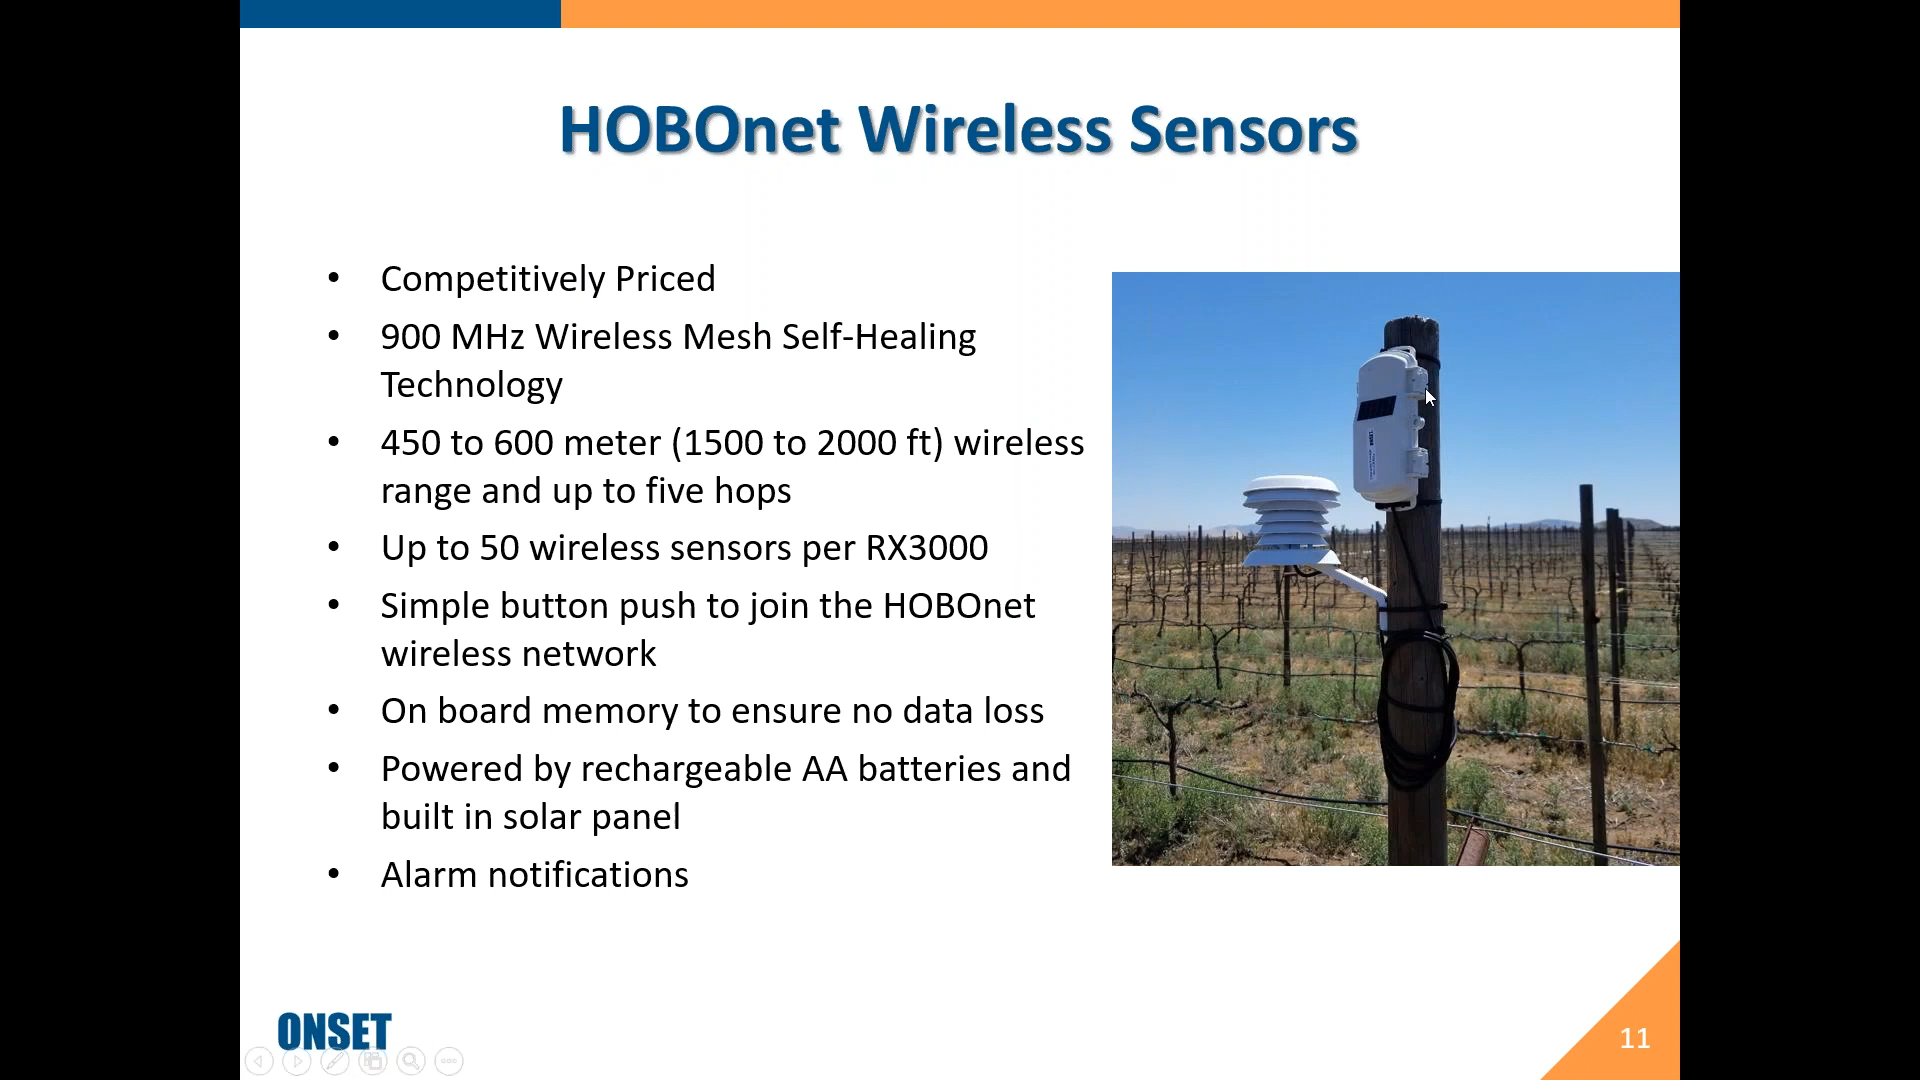 HOBOnet Wireless Sensors
• Competitively Priced
• 900 MHz Wireless Mesh Self-Healing
Technology
• 450 to 600 meter (1500 to 2000 ft) wireless
range and up to five hops
• Up to 50 wireless sensors per RX3000
• Simple button push to join the HOBOnet
wireless network
• On board memory to ensure no data loss
• Powered by rechargeable AA batteries and
built in solar panel
• Alarm notifications
ONSET
ONSET
11